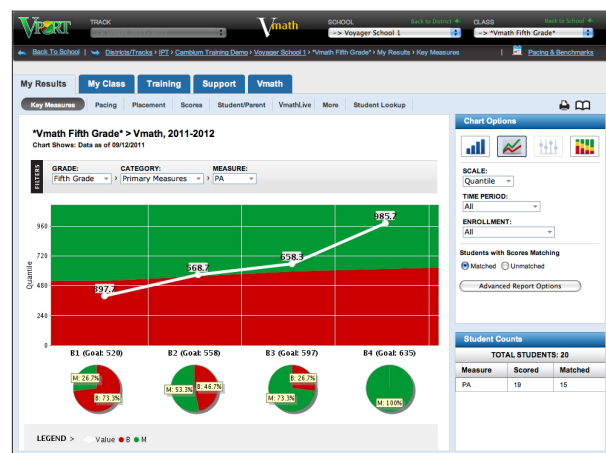 VPORT
TRACK
Vmath
SCHOOL
Back to District
-> Voyager School 1
CLASS
Back to School
-> *Vmath Fifth Grade*
Back To School | Districts/Tracks › IPT › Cambium Training Demo › Voyager School 1 › *Vmath Fifth Grade* › My Results › Key Measures | Pacing & Benchmarks
My Results My Class Training Support Vmath
Key Measures Pacing Placement Scores Student/Parent VmathLive More Student Lookup
*Vmath Fifth Grade* > Vmath, 2011-2012
Chart Shows: Data as of 09/12/2011
FILTERS
GRADE: CATEGORY: MEASURE:
Fifth Grade › Primary Measures › PA
Quantile
960
720
480
240
0
397.7
568.7
658.3
985.7
B1 (Goal: 520) B2 (Goal: 558) B3 (Goal: 597) B4 (Goal: 635)
M: 26.7%
B: 73.3%
M: 53.3%
B: 46.7%
B: 26.7%
M: 73.3%
M: 100%
LEGEND > Value B M
Chart Options
SCALE:
Quantile
TIME PERIOD:
All
ENROLLMENT:
All
Students with Scores Matching
Matched Unmatched
Advanced Report Options
Student Counts
TOTAL STUDENTS: 20
Measure Scored Matched
PA 19 15